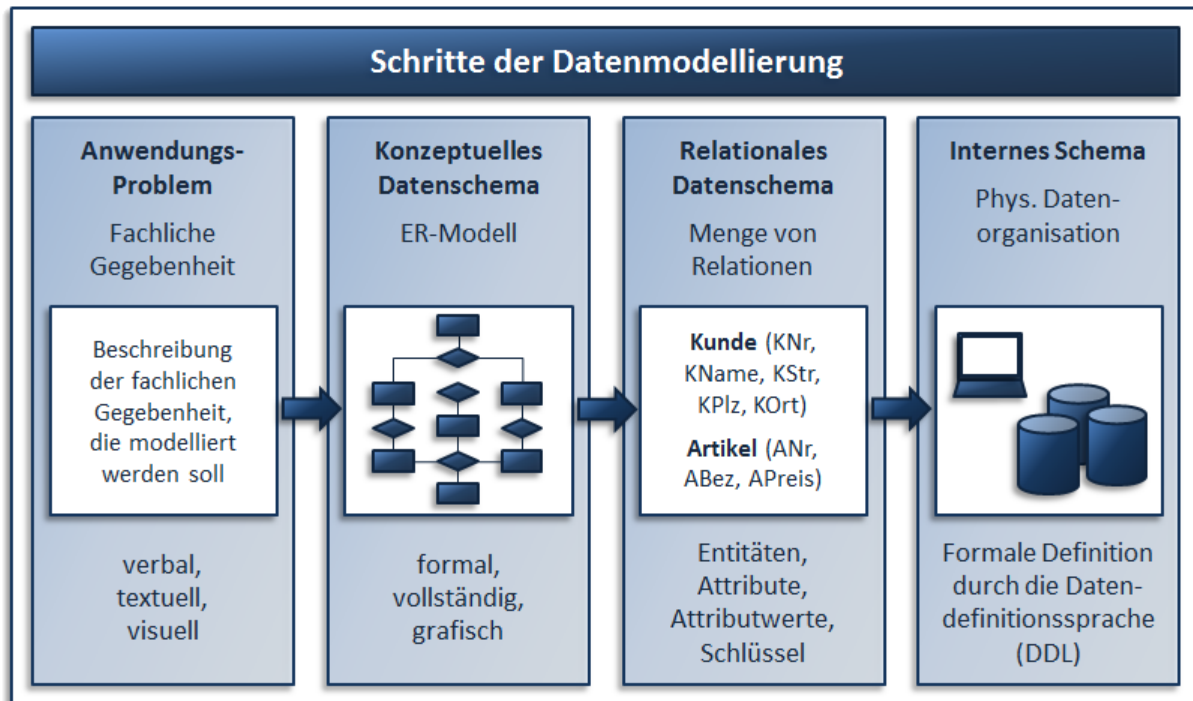 Schritte der Datenmodellierung
Anwendungs-
Problem
Fachliche
Gegebenheit
Beschreibung
der fachlichen
Gegebenheit,
die modelliert
werden soll
verbal,
textuell,
visuell
Konzeptuelles
Datenschema
ER-Modell
formal,
vollständig,
grafisch
Relationales
Datenschema
Menge von
Relationen
Kunde (KNr,
KName, KStr,
KPlz, KOrt)
Artikel (ANr,
ABez, APreis)
Entitäten,
Attribute,
Attributwerte,
Schlüssel
Internes Schema
Phys. Daten-
organisation
Formale Definition
durch die Daten-
definitionssprache
(DDL)